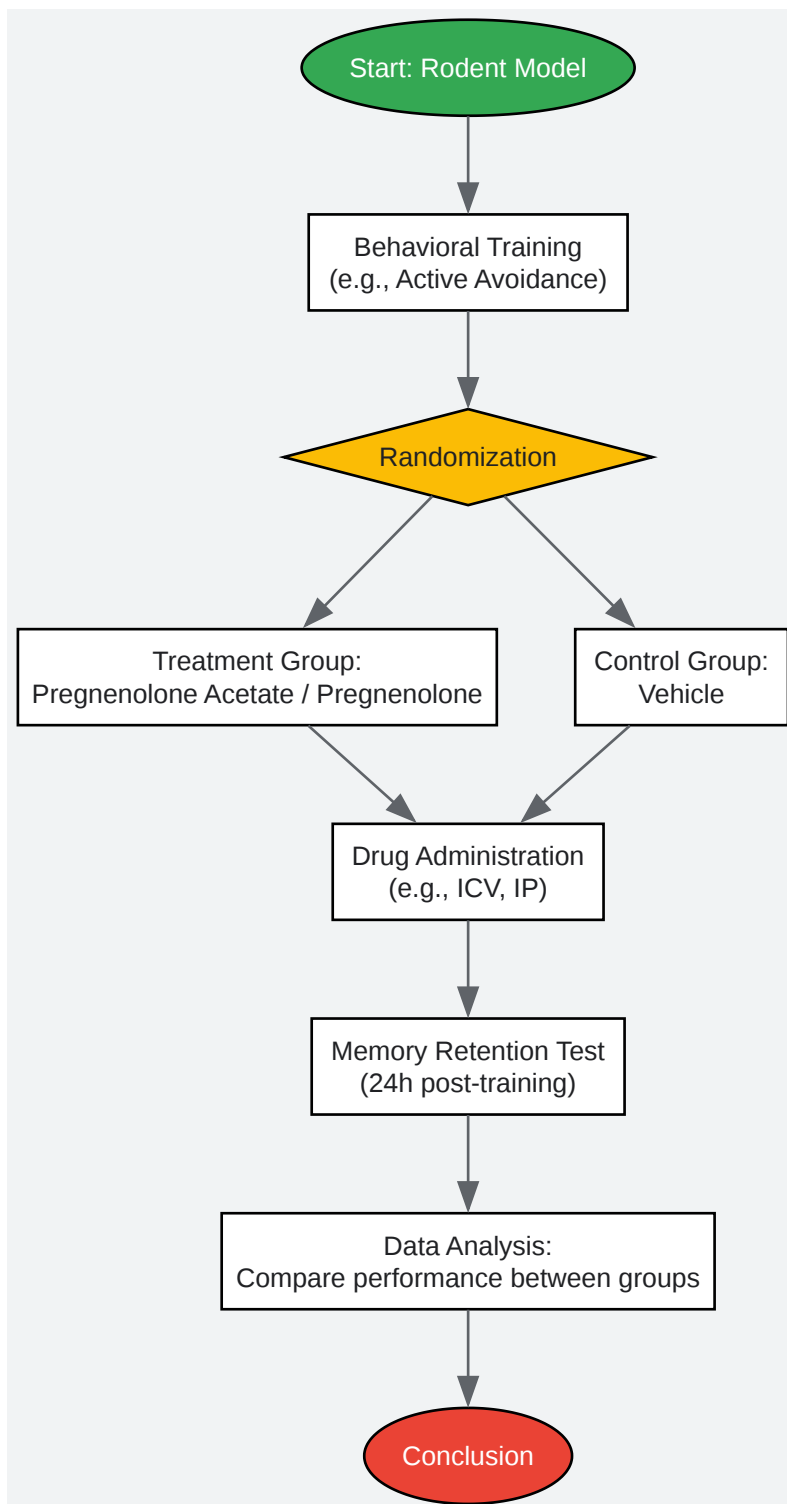 Start: Rodent Model
Behavioral Training
(e.g., Active Avoidance)
Randomization
Treatment Group:
Pregnenolone Acetate / Pregnenolone
Control Group:
Vehicle
Drug Administration
(e.g., ICV, IP)
Memory Retention Test
(24h post-training)
Data Analysis:
Compare performance between groups
Conclusion